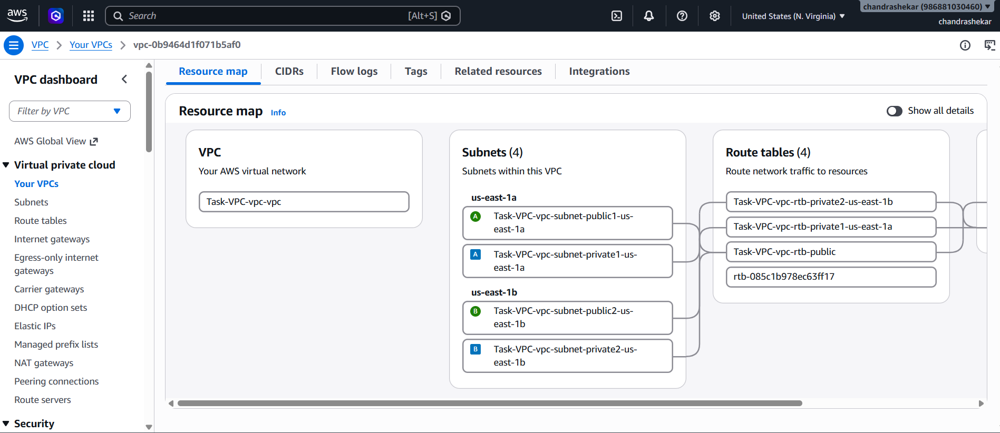 aws
Search
[Alt+S]
United States (N. Virginia)
chandrashekar (986881030460)
chandrashekar
VPC
Your VPCs
vpc-0b9464d1f071b5af0
VPC dashboard
Filter by VPC
AWS Global View
Virtual private cloud
Your VPCs
Subnets
Route tables
Internet gateways
Egress-only internet
gateways
Carrier gateways
DHCP option sets
Elastic IPs
Managed prefix lists
NAT gateways
Peering connections
Route servers
Security
Resource map
CIDRs
Flow logs
Tags
Related resources
Integrations
Resource map
Info
Show all details
VPC
Your AWS virtual network
Task-VPC-vpc-vpc
Subnets (4)
Subnets within this VPC
us-east-1a
A
Task-VPC-vpc-subnet-public1-us-
east-1a
A
Task-VPC-vpc-subnet-private1-us-
east-1a
us-east-1b
B
Task-VPC-vpc-subnet-public2-us-
east-1b
B
Task-VPC-vpc-subnet-private2-us-
east-1b
Route tables (4)
Route network traffic to resources
Task-VPC-vpc-rtb-private2-us-east-1b
Task-VPC-vpc-rtb-private1-us-east-1a
Task-VPC-vpc-rtb-public
rtb-085c1b978ec63ff17